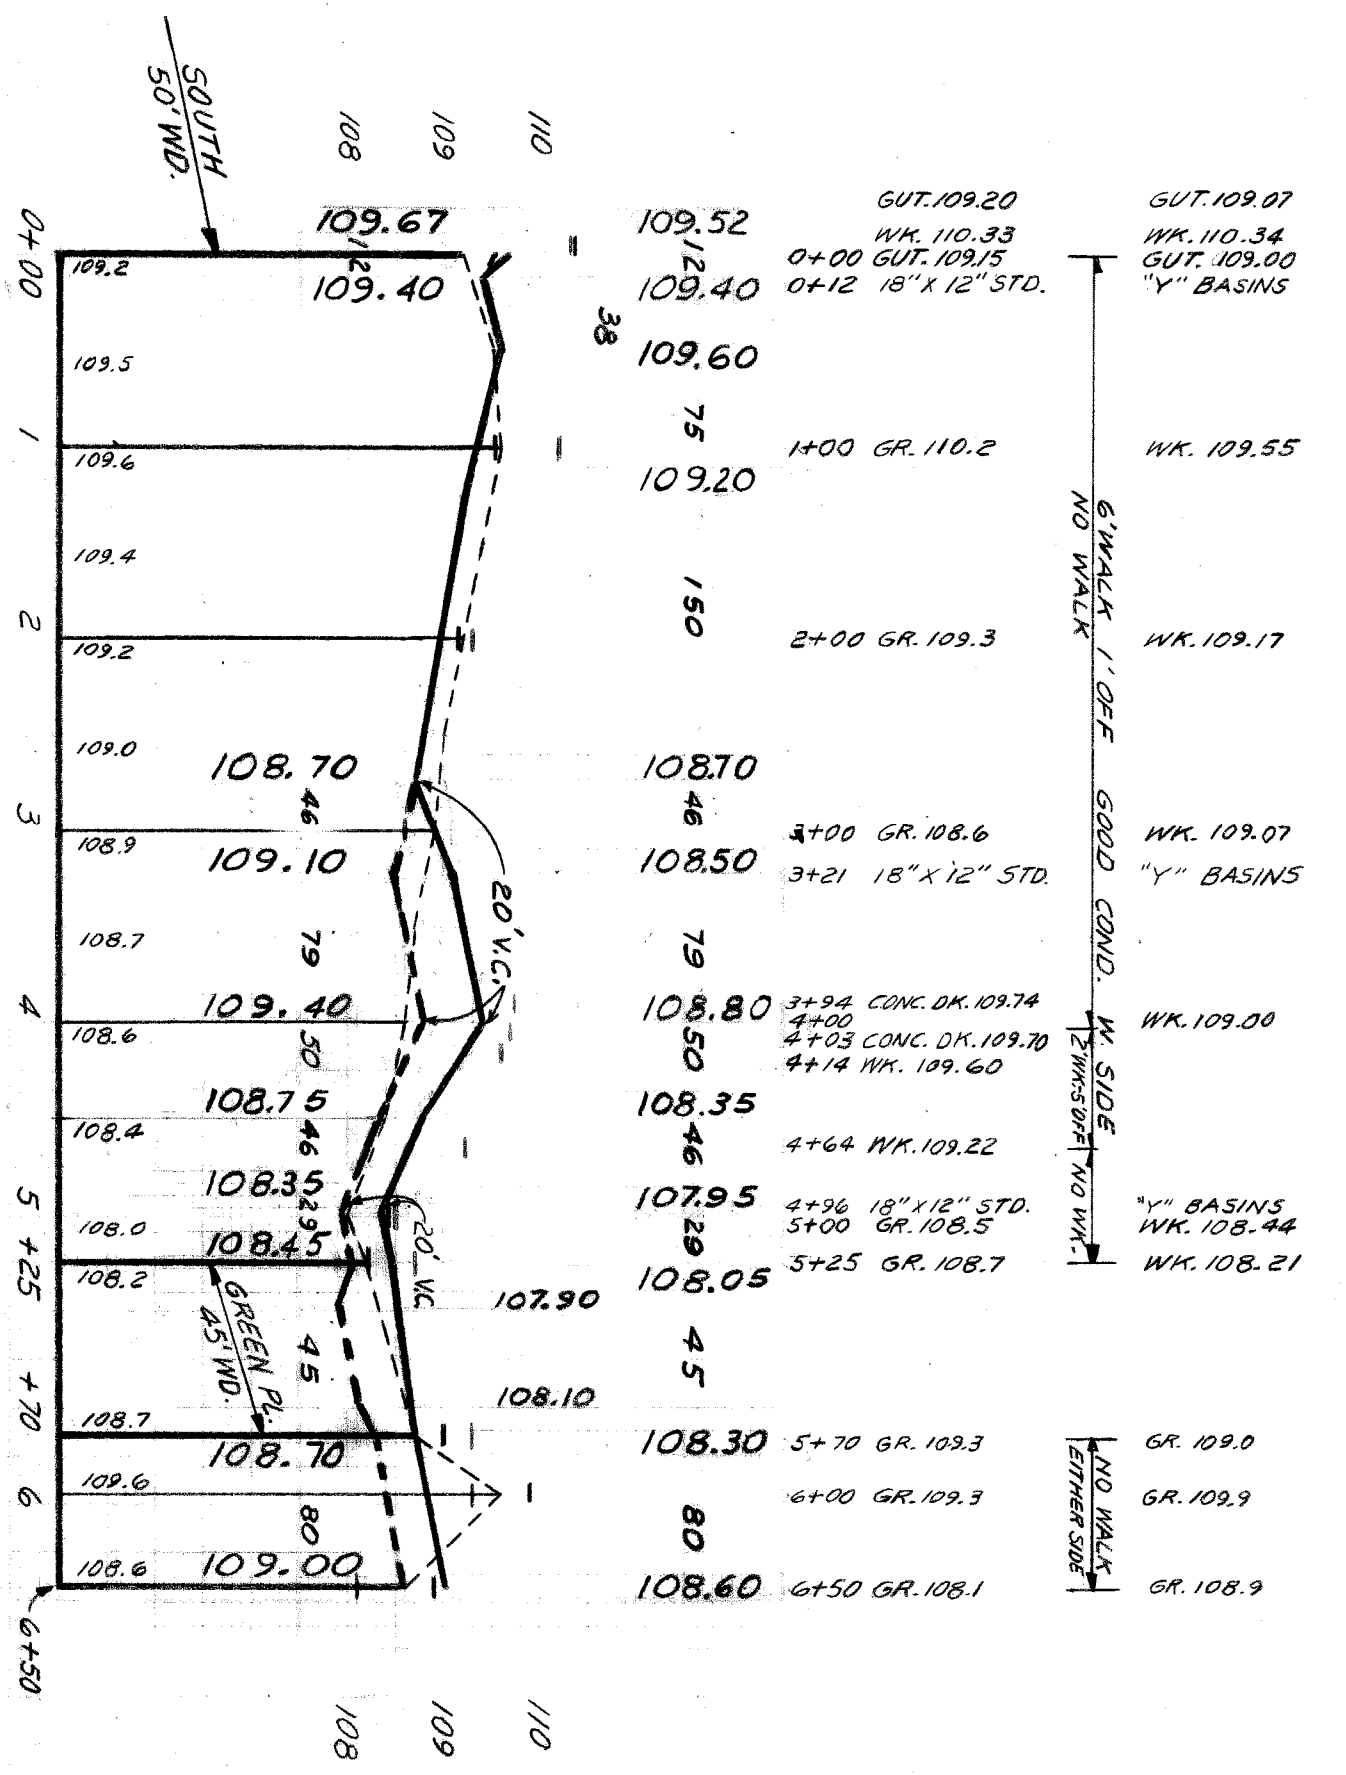 SOUTH
50' WD.
108
109
110
GUT. 109.20
GUT. 109.07
109.67
109.52
WK. 110.33
WK. 110.34
0+00
109.2
12
12
0+00 GUT. 109.15
GUT. 109.00
109.40
109.40
0+12 18" X 12" STD.
"Y" BASINS
38
109.5
109.60
75
1
109.6
1+00 GR. 110.2
WK. 109.55
109.20
6' WALK 1' OFF GOOD COND. W. SIDE
NO WALK
109.4
150
2
109.2
2+00 GR. 109.3
WK. 109.17
109.0
108.70
108.70
46
46
3
108.9
3+00 GR. 108.6
WK. 109.07
109.10
108.50
3+21 18" X 12" STD.
"Y" BASINS
20' V.C.
108.7
79
79
4
109.40
108.80
3+94 CONC. DK. 109.74
4+00
WK. 109.00
108.6
50
50
4+03 CONC. DK. 109.70
4+14 WK. 109.60
2' WK-5' OFF
108.75
108.35
108.4
46
46
4+64 WK. 109.22
NO WK.
108.35
107.95
5
29
29
4+96 18" X 12" STD.
"Y" BASINS
108.0
5+00 GR. 108.5
WK. 108.44
20' V.C.
108.45
108.05
+25
108.2
5+25 GR. 108.7
WK. 108.21
GREEN PL.
45' WD.
107.90
45
45
108.10
+70
108.7
108.70
108.30
5+70 GR. 109.3
GR. 109.0
NO WALK
EITHER SIDE
6
109.6
6+00 GR. 109.3
GR. 109.9
80
80
108.6
109.00
108.60
6+50 GR. 108.1
GR. 108.9
6+50
108
109
110